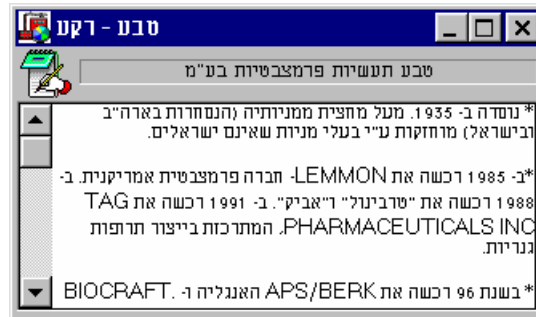 טבע - רקע
טבע תעשיות פרמצבטיות בע"מ
* נוסדה ב- 1935. מעל מחצית ממניותיה (הנסחרות בארה"ב
ובישראל) מוחזקות ע"י בעלי מניות שאינם ישראלים.
*ב- 1985 רכשה את LEMMON- חברה פרמצבטית אמריקנית. ב-
1988 רכשה את "טרבינול" ו"אביק". ב- 1991 רכשה את TAG
PHARMACEUTICALS INC, המתרכזת בייצור תרופות
גנריות.
* בשנת 96 רכשה את APS/BERK האנגליה ו- BIOCRAFT.